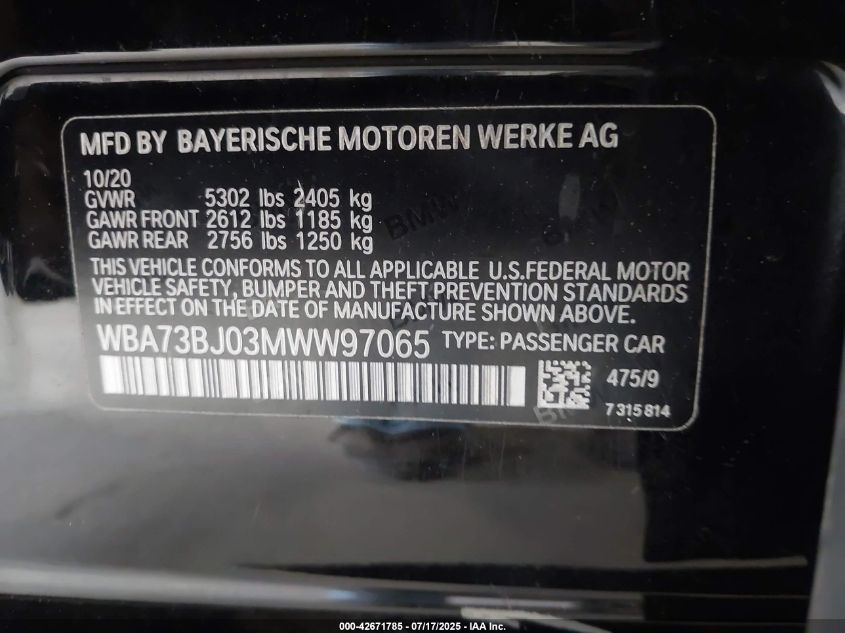 MFD BY BAYERISCHE MOTOREN WERKE AG
10/20
GVWR 5302 lbs 2405 kg
GAWR FRONT 2612 lbs 1185 kg
GAWR REAR 2756 lbs 1250 kg
THIS VEHICLE CONFORMS TO ALL APPLICABLE U.S.FEDERAL MOTOR
VEHICLE SAFETY, BUMPER AND THEFT PREVENTION STANDARDS
IN EFFECT ON THE DATE OF MANUFACTURE SHOWN ABOVE.
WBA73BJ03MWW97065 TYPE: PASSENGER CAR
475/9
7315814
000-42671785 - 07/17/2025 - IAA Inc.